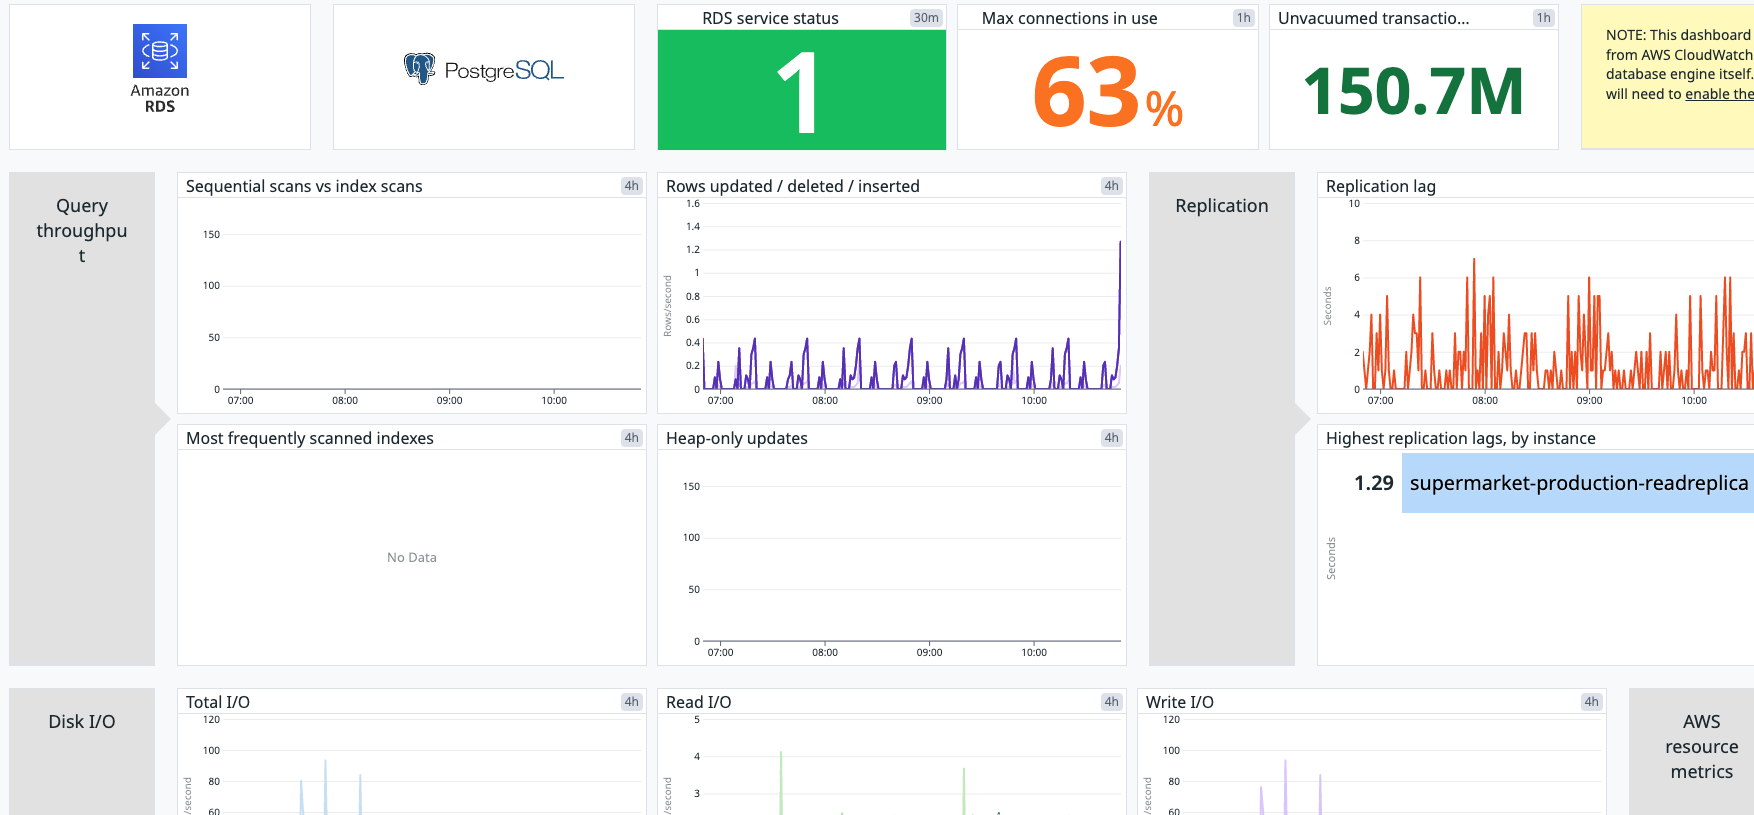 Amazon
RDS
PostgreSQL
RDS service status 30m
1
Max connections in use 1h
63%
Unvacuumed transactio... 1h
150.7M
NOTE: This dashboard
from AWS CloudWatch
database engine itself.
will need to enable the
Query
throughpu
t
Sequential scans vs index scans 4h
150
100
50
0
07:00 08:00 09:00 10:00
Rows updated / deleted / inserted 4h
Rows/second
1.6
1.4
1.2
1
0.8
0.6
0.4
0.2
0
07:00 08:00 09:00 10:00
Most frequently scanned indexes 4h
No Data
Heap-only updates 4h
150
100
50
0
07:00 08:00 09:00 10:00
Replication
Replication lag
Seconds
10
8
6
4
2
0
07:00 08:00 09:00 10:00
Highest replication lags, by instance
Seconds
1.29 supermarket-production-readreplica
Disk I/O
Total I/O 4h
/second
120
100
80
60
Read I/O 4h
/second
5
4
3
Write I/O 4h
/second
120
100
80
60
AWS
resource
metrics